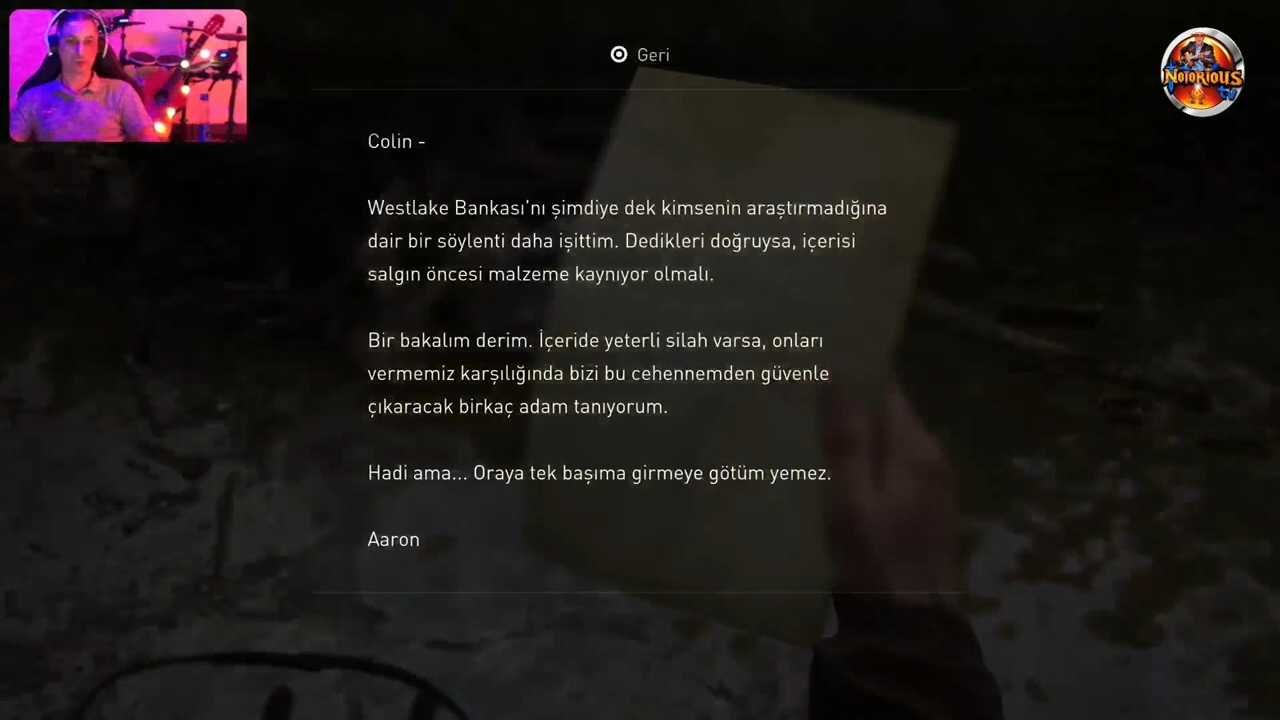 Geri
NOTORIOUS
tv
Colin -
Westlake Bankası'nı şimdiye dek kimsenin araştırmadığına
dair bir söylenti daha işittim. Dedikleri doğruysa, içerisi
salgın öncesi malzeme kaynıyor olmalı.
Bir bakalım derim. İçeride yeterli silah varsa, onları
vermemiz karşılığında bizi bu cehennemden güvenle
çıkaracak birkaç adam tanıyorum.
Hadi ama... Oraya tek başıma girmeye götüm yemez.
Aaron